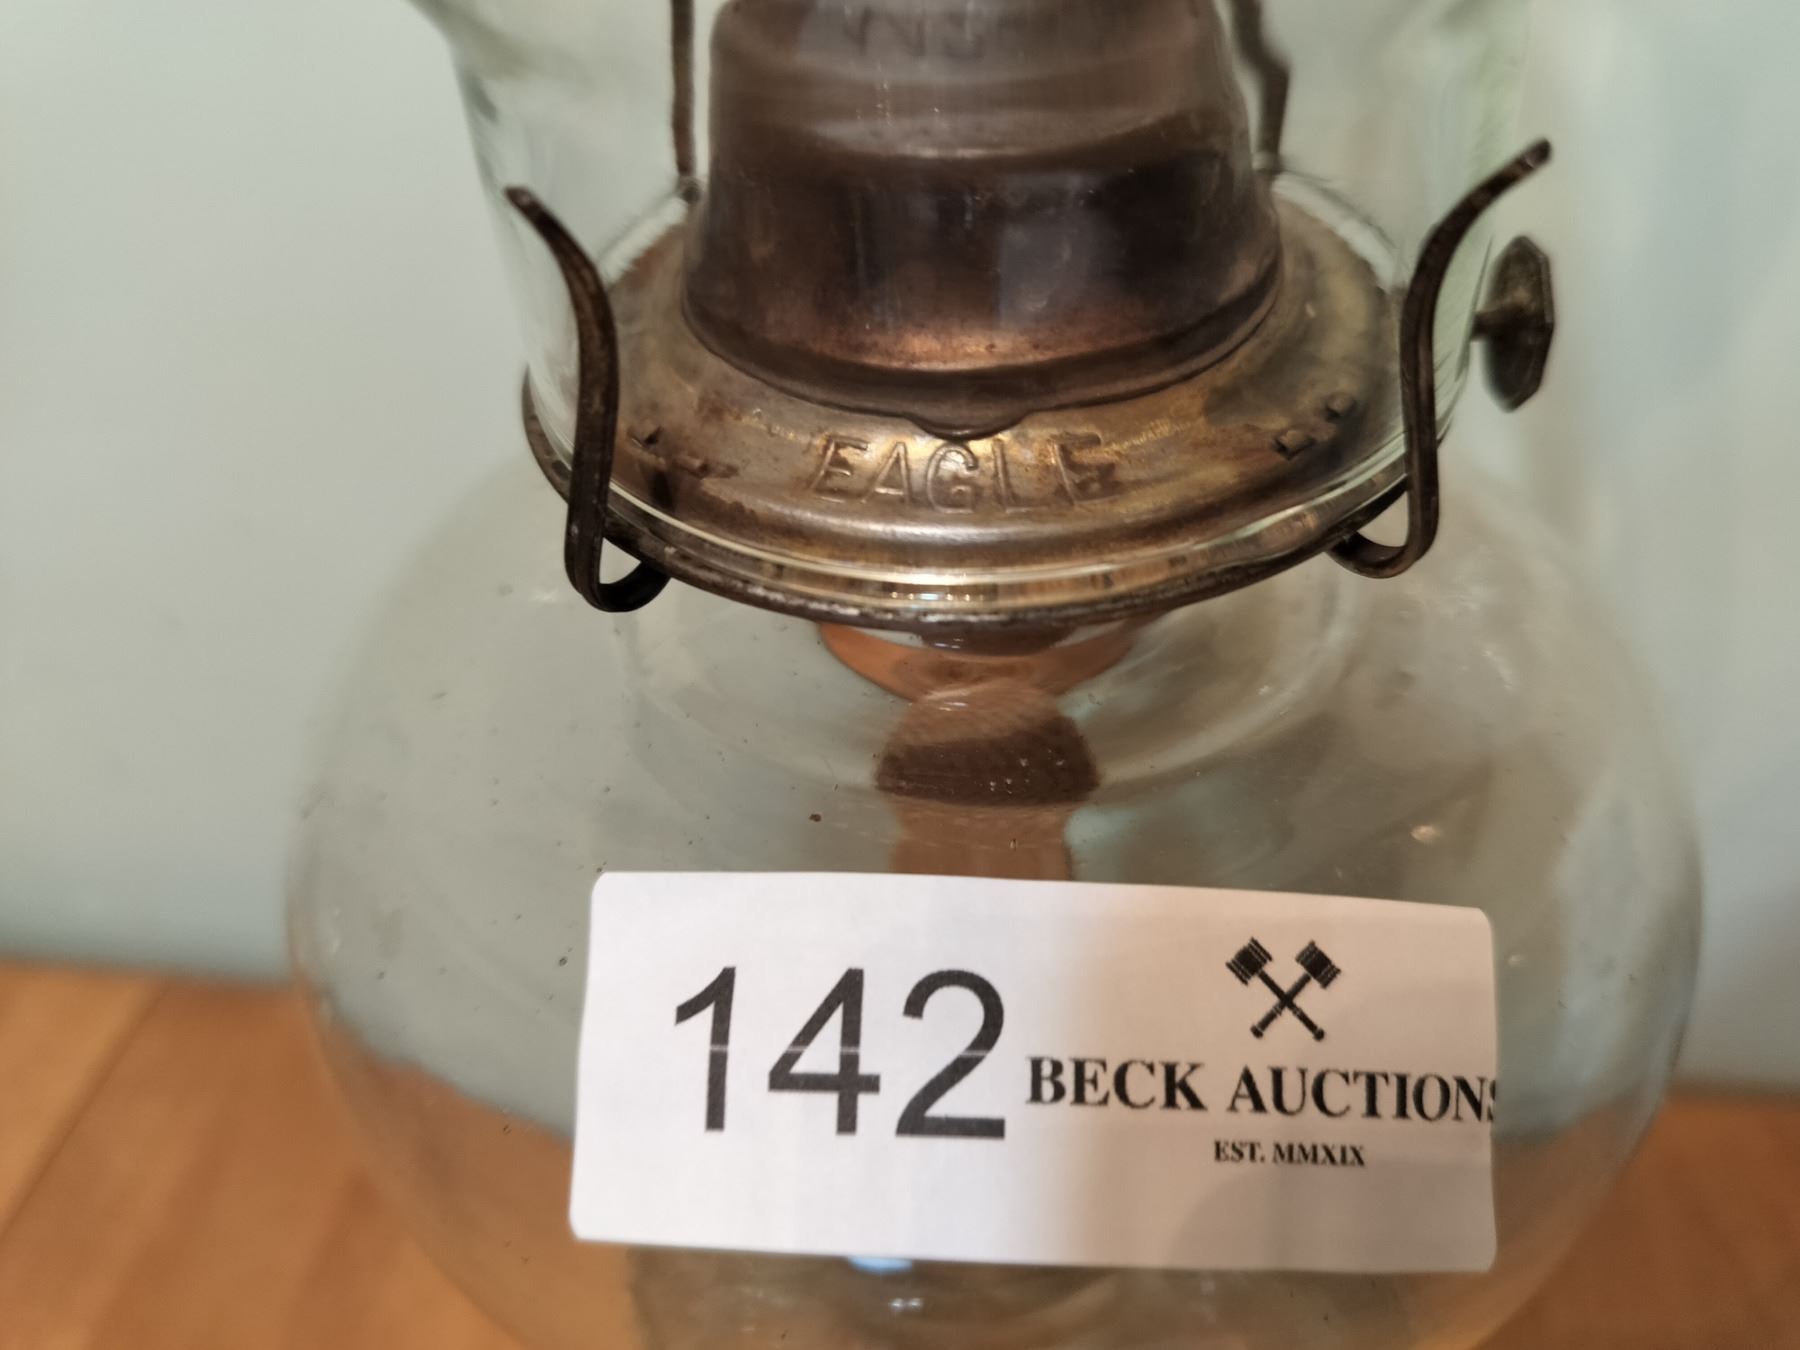 EAGLE
142
BECK AUCTIONS
EST. MMXIX